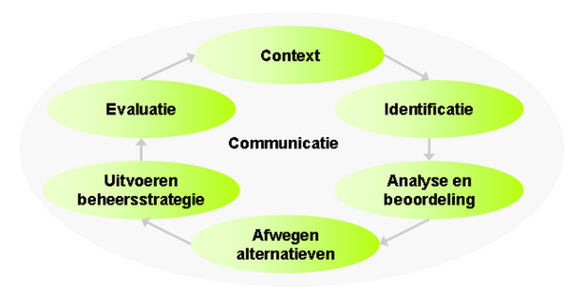 Context
Evaluatie
Identificatie
Communicatie
Uitvoeren
beheersstrategie
Analyse en
beoordeling
Afwegen
alternatieven